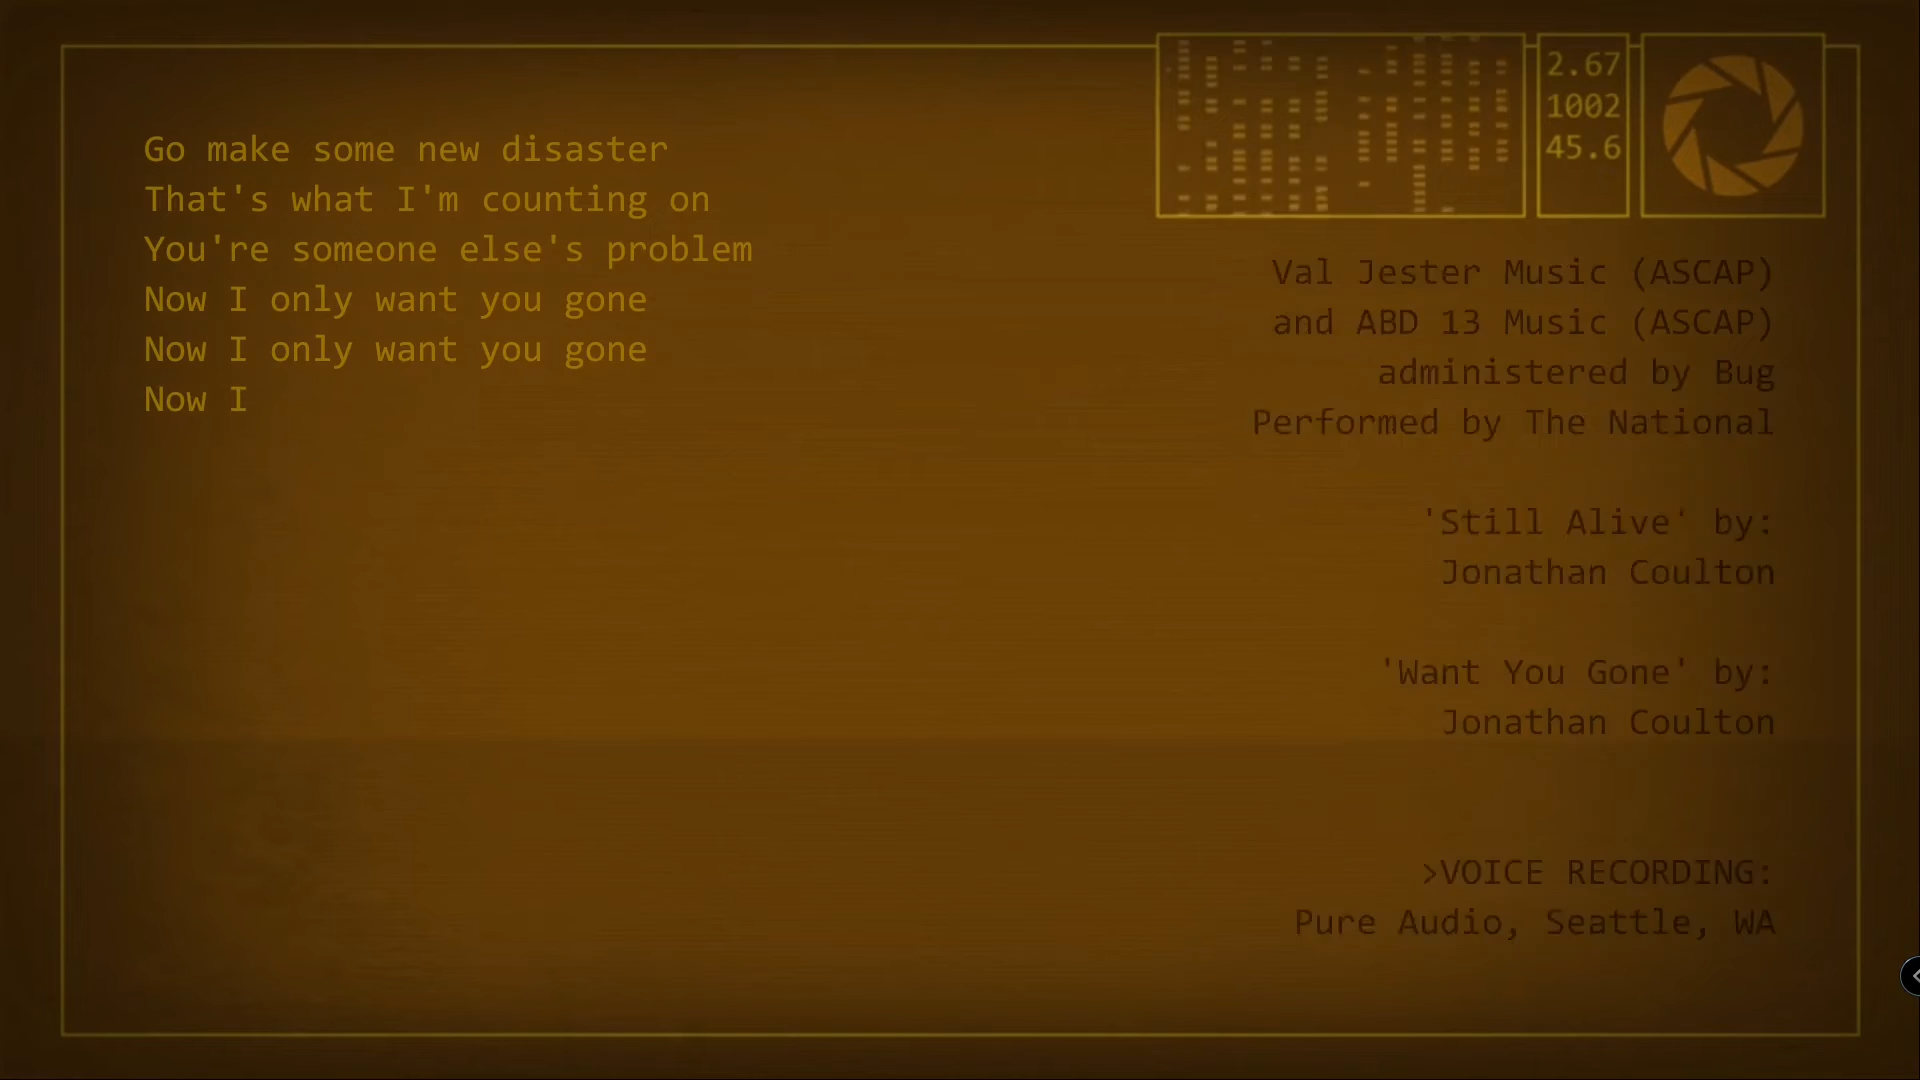 Go make some new disaster
That's what I'm counting on
You're someone else's problem
Now I only want you gone
Now I only want you gone
Now I
2.67
1002
45.6
Val Jester Music (ASCAP)
and ABD 13 Music (ASCAP)
administered by Bug
Performed by The National
'Still Alive' by:
Jonathan Coulton
'Want You Gone' by:
Jonathan Coulton
>VOICE RECORDING:
Pure Audio, Seattle, WA